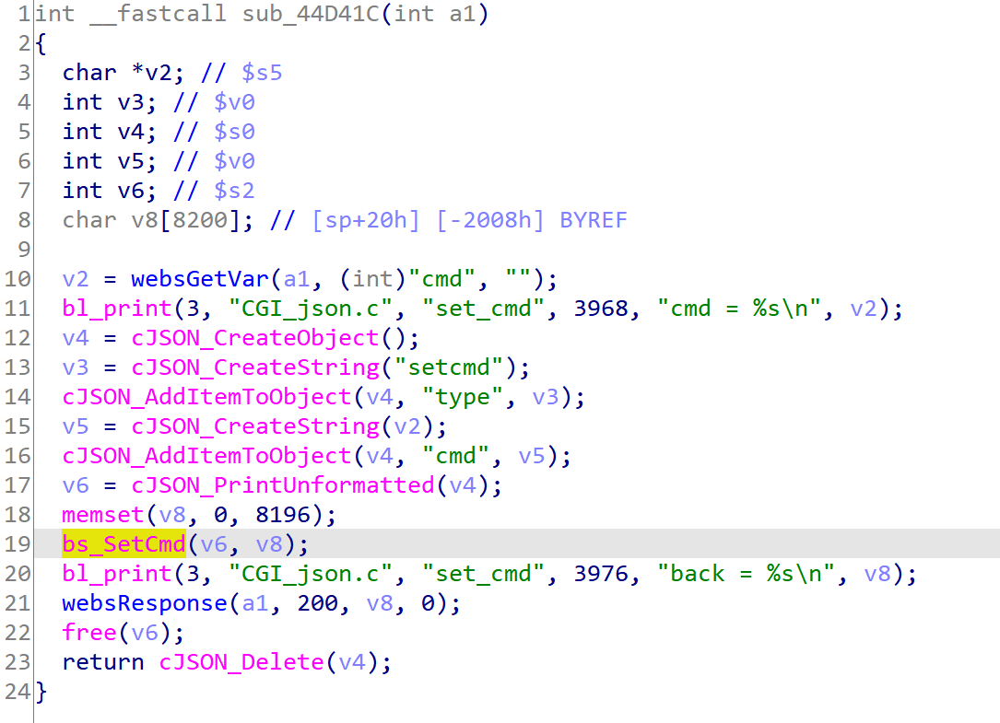 1 int __fastcall sub_44D41C(int a1)
2 {
3   char *v2; // $s5
4   int v3; // $v0
5   int v4; // $s0
6   int v5; // $v0
7   int v6; // $s2
8   char v8[8200]; // [sp+20h] [-2008h] BYREF
9
10   v2 = websGetVar(a1, (int)"cmd", "");
11   bl_print(3, "CGI_json.c", "set_cmd", 3968, "cmd = %s\n", v2);
12   v4 = cJSON_CreateObject();
13   v3 = cJSON_CreateString("setcmd");
14   cJSON_AddItemToObject(v4, "type", v3);
15   v5 = cJSON_CreateString(v2);
16   cJSON_AddItemToObject(v4, "cmd", v5);
17   v6 = cJSON_PrintUnformatted(v4);
18   memset(v8, 0, 8196);
19   bs_SetCmd(v6, v8);
20   bl_print(3, "CGI_json.c", "set_cmd", 3976, "back = %s\n", v8);
21   websResponse(a1, 200, v8, 0);
22   free(v6);
23   return cJSON_Delete(v4);
24 }